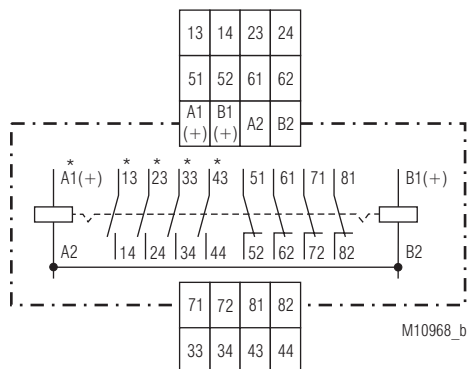 13 14 23 24
51 52 61 62
A1 (+) B1 (+) A2 B2
* * * * *
A1(+) 13 23 33 43 51 61 71 81 B1(+)
A2 14 24 34 44 52 62 72 82 B2
71 72 81 82
33 34 43 44
M10968_b